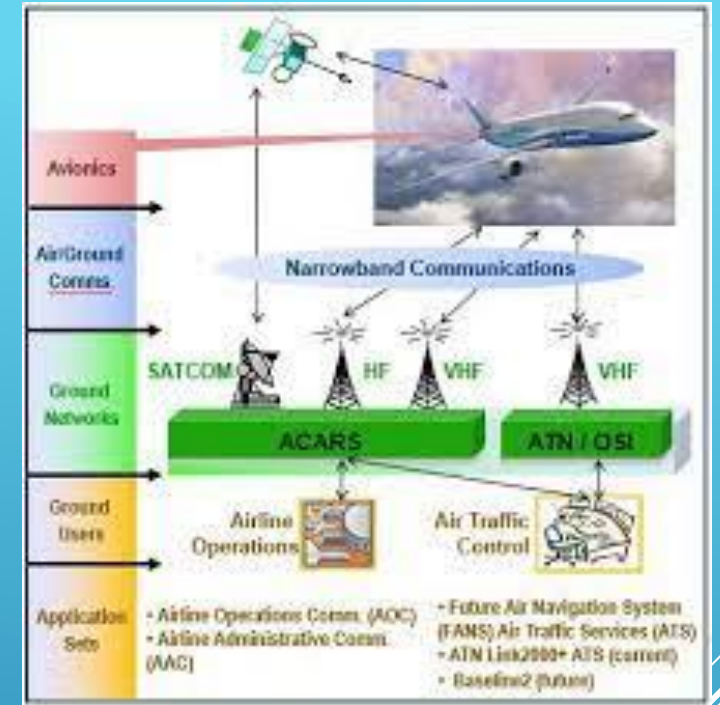 Avionics
Air/Ground
Comms.
Narrowband Communications
Ground
Networks
SATCOM
HF
VHF
VHF
ACARS
ATN / OSI
Ground
Users
Airline
Operations
Air Traffic
Control
Application
Sets
• Airline Operations Comm. (AOC)
• Airline Administrative Comm.
(AAC)
• Future Air Navigation System
(FANS) Air Traffic Services (ATS)
• ATN Link2000+ ATS (current)
• Baseline2 (future)